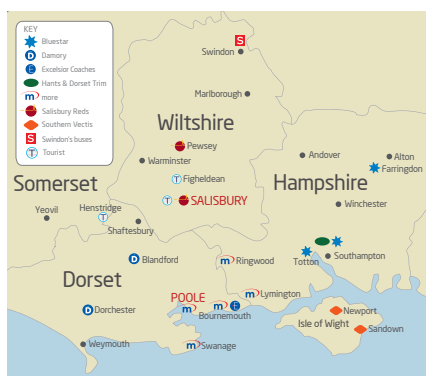 KEY
Bluestar
D Damory
E Excelsior Coaches
Hants & Dorset Trim
m more
Salisbury Reds
Southern Vectis
S Swindon's buses
T Tourist
S
Swindon
Marlborough
Wiltshire
Pewsey
Warminster
Andover
Alton
Farringdon
T Figheldean
Somerset
Hampshire
T SALISBURY
Winchester
Yeovil
Henstridge
T
Shaftesbury
D Blandford
m Ringwood
Totton
Southampton
Dorset
POOLE
m
m Lymington
m E
Bournemouth
D Dorchester
Newport
Isle of Wight
Sandown
Weymouth
m Swanage